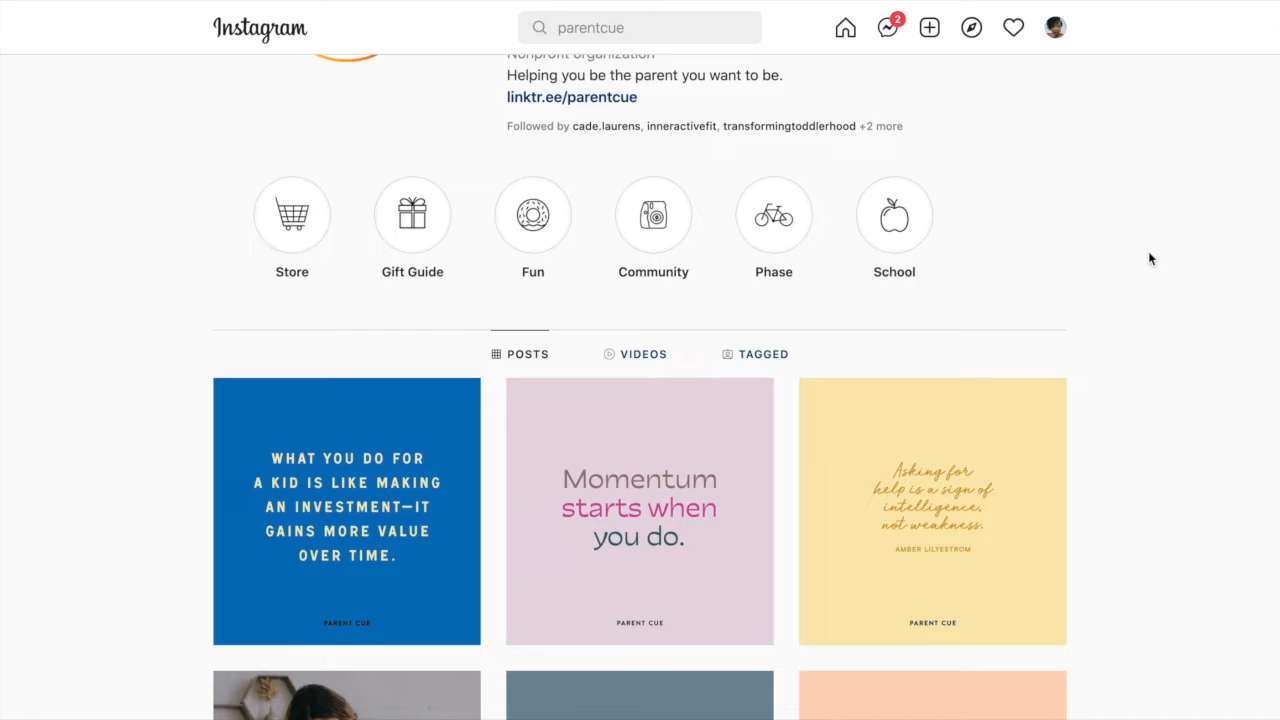 Instagram
parentcue
2
Nonprofit organization
Helping you be the parent you want to be.
linktr.ee/parentcue
Followed by cade.laurens, inneractivefit, transformingtoddlerhood +2 more
Store
Gift Guide
Fun
Community
Phase
School
POSTS
VIDEOS
TAGGED
WHAT YOU DO FOR
A KID IS LIKE MAKING
AN INVESTMENT—IT
GAINS MORE VALUE
OVER TIME.
PARENT CUE
Momentum
starts when
you do.
PARENT CUE
Asking for
help is a sign of
intelligence,
not weakness.
AMBER LILYESTROM
PARENT CUE